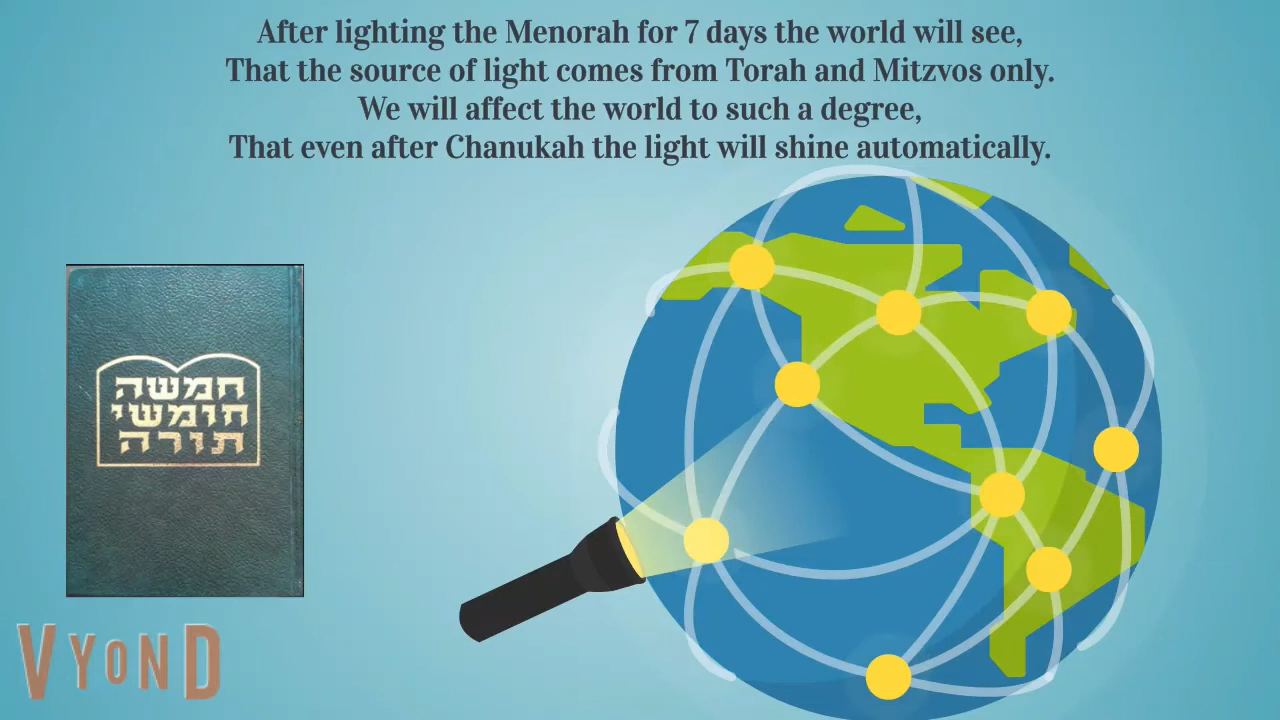 After lighting the Menorah for 7 days the world will see,
That the source of light comes from Torah and Mitzvos only.
We will affect the world to such a degree,
That even after Chanukah the light will shine automatically.
חמשה
חומשי
תורה
VYOND